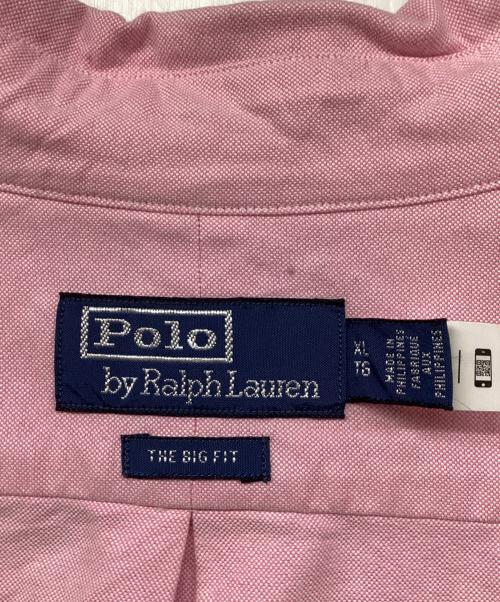 Polo
by Ralph Lauren
XL
TG
MADE IN
PHILIPPINES
FABRIQUE
AUX
PHILIPPINES
THE BIG FIT